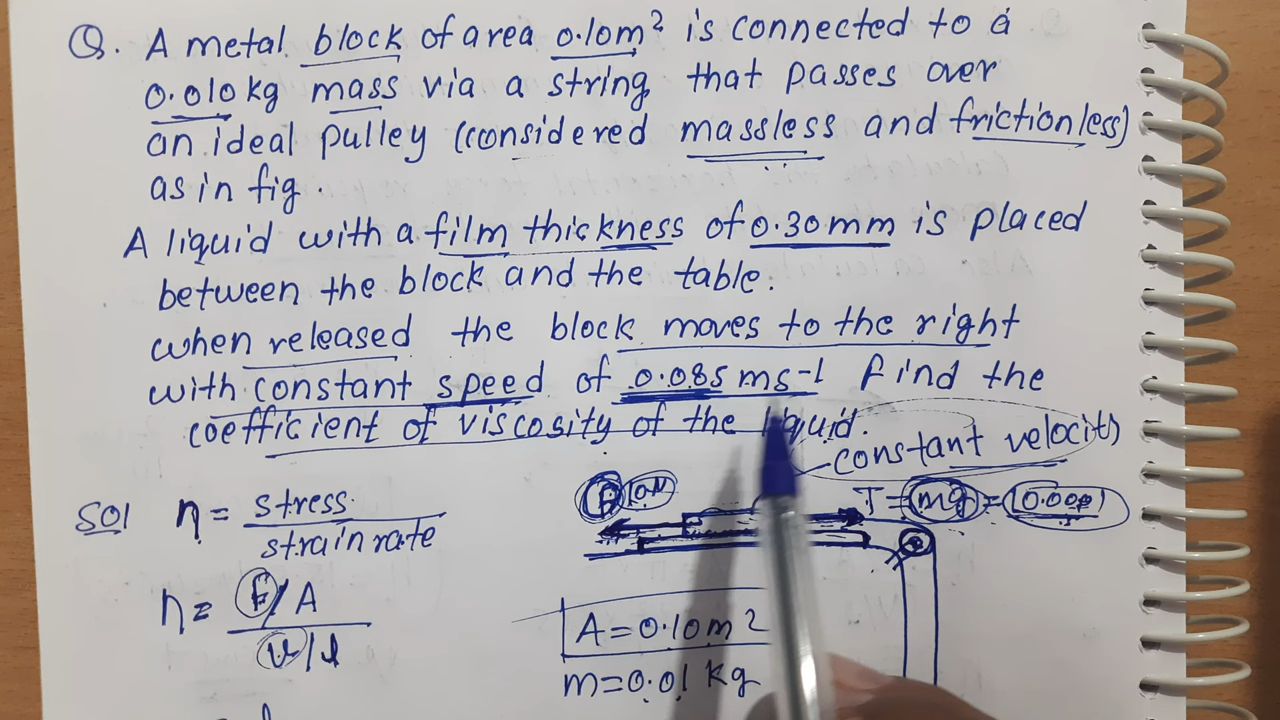 Q. A metal block of area 0.10m² is connected to a
0.010 kg mass via a string that passes over
an ideal pulley (considered massless and frictionless)
as in fig.
A liquid with a film thickness of 0.30mm is placed
between the block and the table.
when released the block moves to the right
with constant speed of 0.085 ms-1 find the
coefficient of viscosity of the liquid.
constant velocity
Sol η = stress / strain rate
F 10N
T = mg =
η = F/A / v/l
A = 0.10m2
m = 0.01 kg